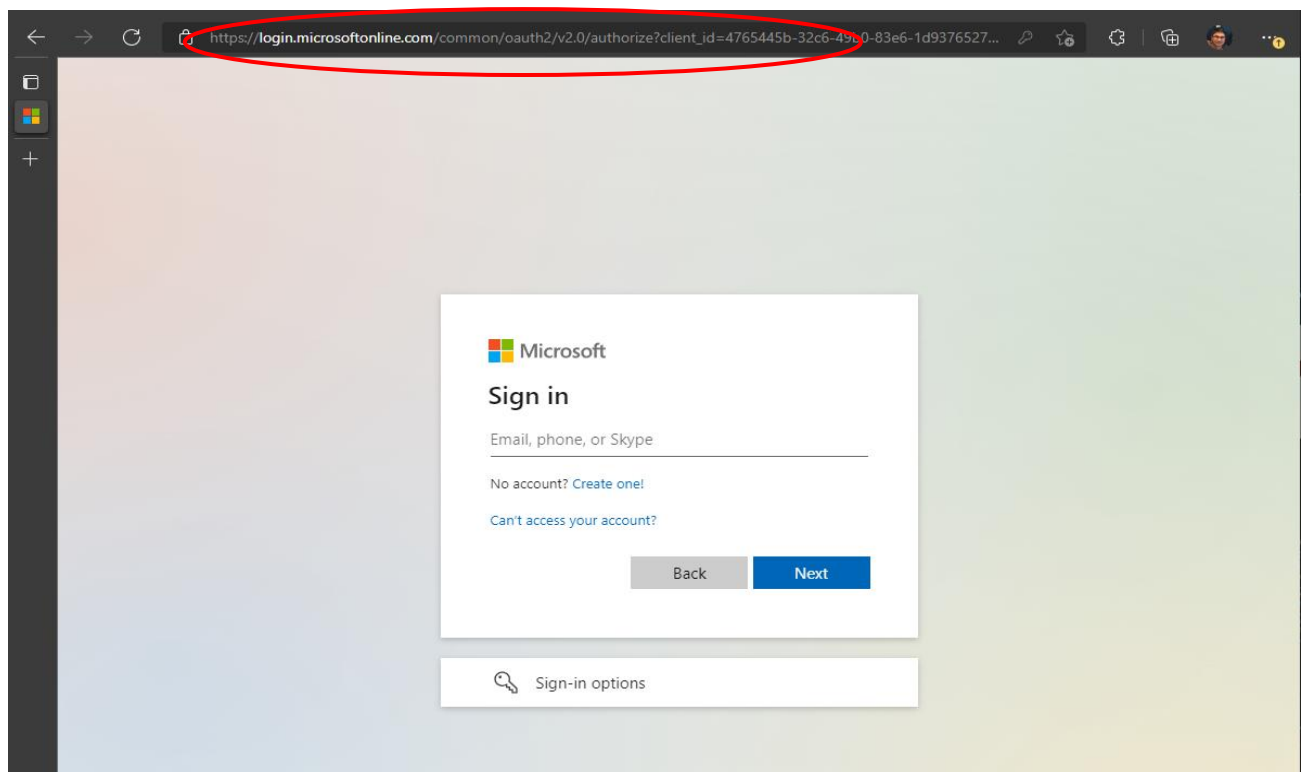 https://login.microsoftonline.com/common/oauth2/v2.0/authorize?client_id=4765445b-32c6-49b0-83e6-1d9376527...
Microsoft
Sign in
Email, phone, or Skype
No account? Create one!
Can't access your account?
Back Next
Sign-in options